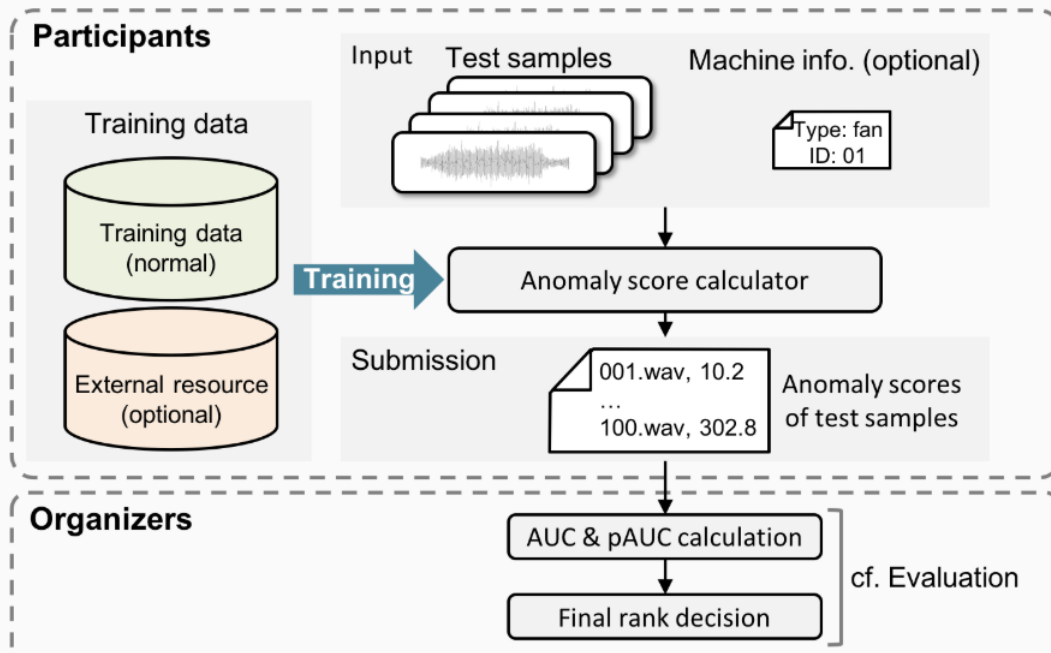 Participants
Training data
Training data
(normal)
External resource
(optional)
Training
Input
Test samples
Machine info. (optional)
Type: fan
ID: 01
Anomaly score calculator
Submission
001.wav, 10.2
...
100.wav, 302.8
Anomaly scores
of test samples
Organizers
AUC & pAUC calculation
Final rank decision
cf. Evaluation